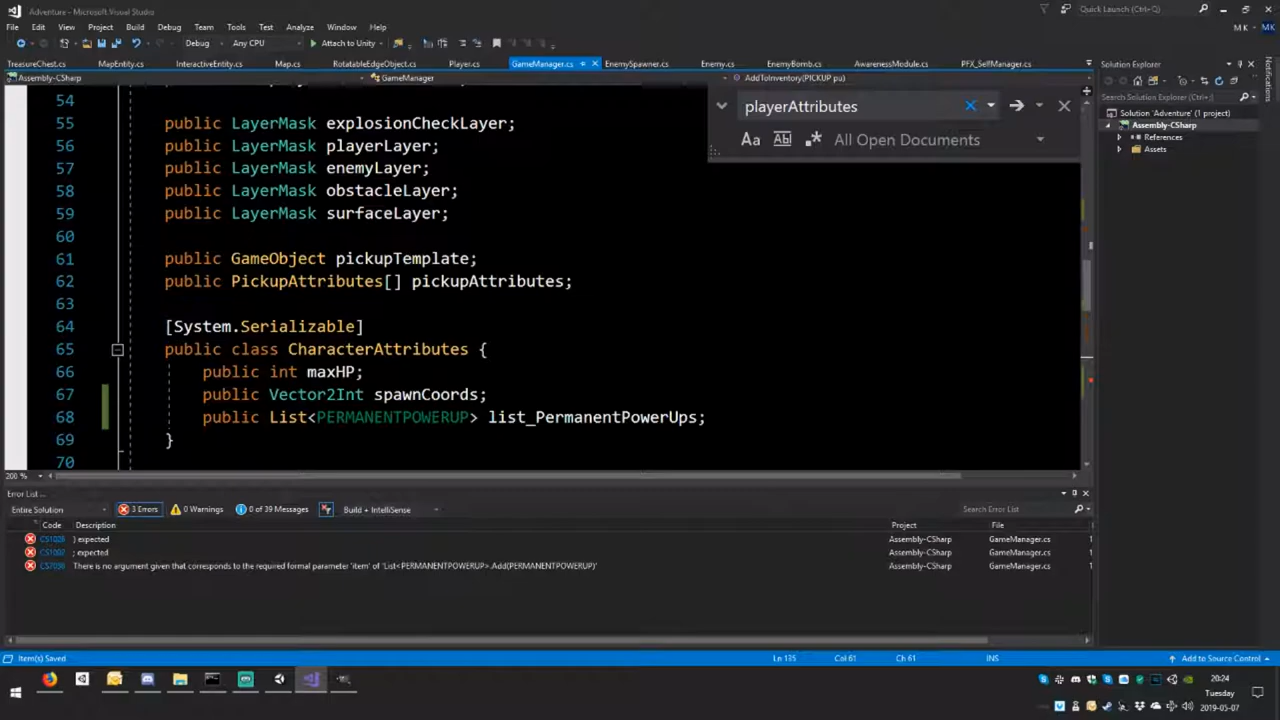 Adventure - Microsoft Visual Studio
Quick Launch (Ctrl+Q)
File Edit View Project Build Debug Team Tools Test Analyze Window Help
M K MK
Debug Any CPU Attach to Unity
TreasureChest.cs MapEntity.cs InteractiveEntity.cs Map.cs RotatableEdgeObject.cs Player.cs GameManager.cs EnemySpawner.cs Enemy.cs EnemyBomb.cs AwarenessModule.cs PFX_SelfManager.cs
Assembly-CSharp GameManager AddToInventory(PICKUP pu)
playerAttributes
Aa Ab .* All Open Documents
54
55 public LayerMask explosionCheckLayer;
56 public LayerMask playerLayer;
57 public LayerMask enemyLayer;
58 public LayerMask obstacleLayer;
59 public LayerMask surfaceLayer;
60
61 public GameObject pickupTemplate;
62 public PickupAttributes[] pickupAttributes;
63
64 [System.Serializable]
65 public class CharacterAttributes {
66 public int maxHP;
67 public Vector2Int spawnCoords;
68 public List<PERMANENTPOWERUP> list_PermanentPowerUps;
69 }
70
200 %
Solution Explorer
Search Solution Explorer (Ctrl+;)
Solution 'Adventure' (1 project)
Assembly-CSharp
References
Assets
Notifications
Error List ...
Entire Solution 3 Errors 0 Warnings 0 of 39 Messages Build + IntelliSense Search Error List
Code Description Project File
CS1026 ) expected Assembly-CSharp GameManager.cs 1
CS1002 ; expected Assembly-CSharp GameManager.cs 1
CS7036 There is no argument given that corresponds to the required formal parameter 'item' of 'List<PERMANENTPOWERUP>.Add(PERMANENTPOWERUP)' Assembly-CSharp GameManager.cs 1
Item(s) Saved Ln 135 Col 61 Ch 61 INS Add to Source Control
20:24
Tuesday
2019-05-07